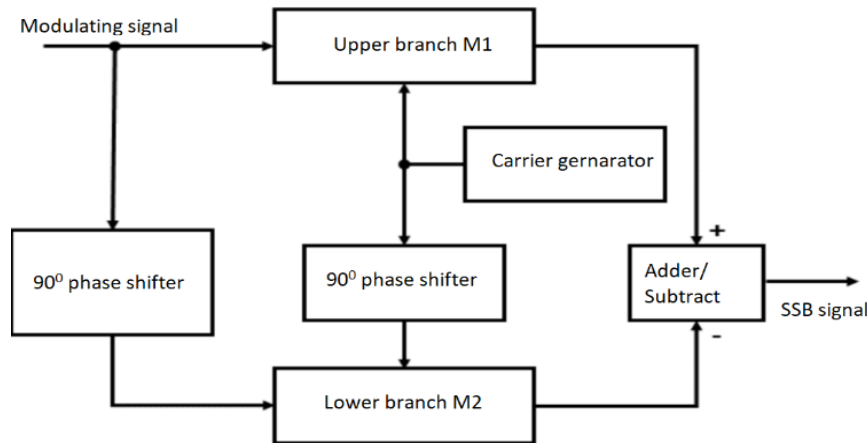 Modulating signal
Upper branch M1
Carrier gernarator
90⁰ phase shifter
90⁰ phase shifter
+
Adder/
Subtract
SSB signal
-
Lower branch M2